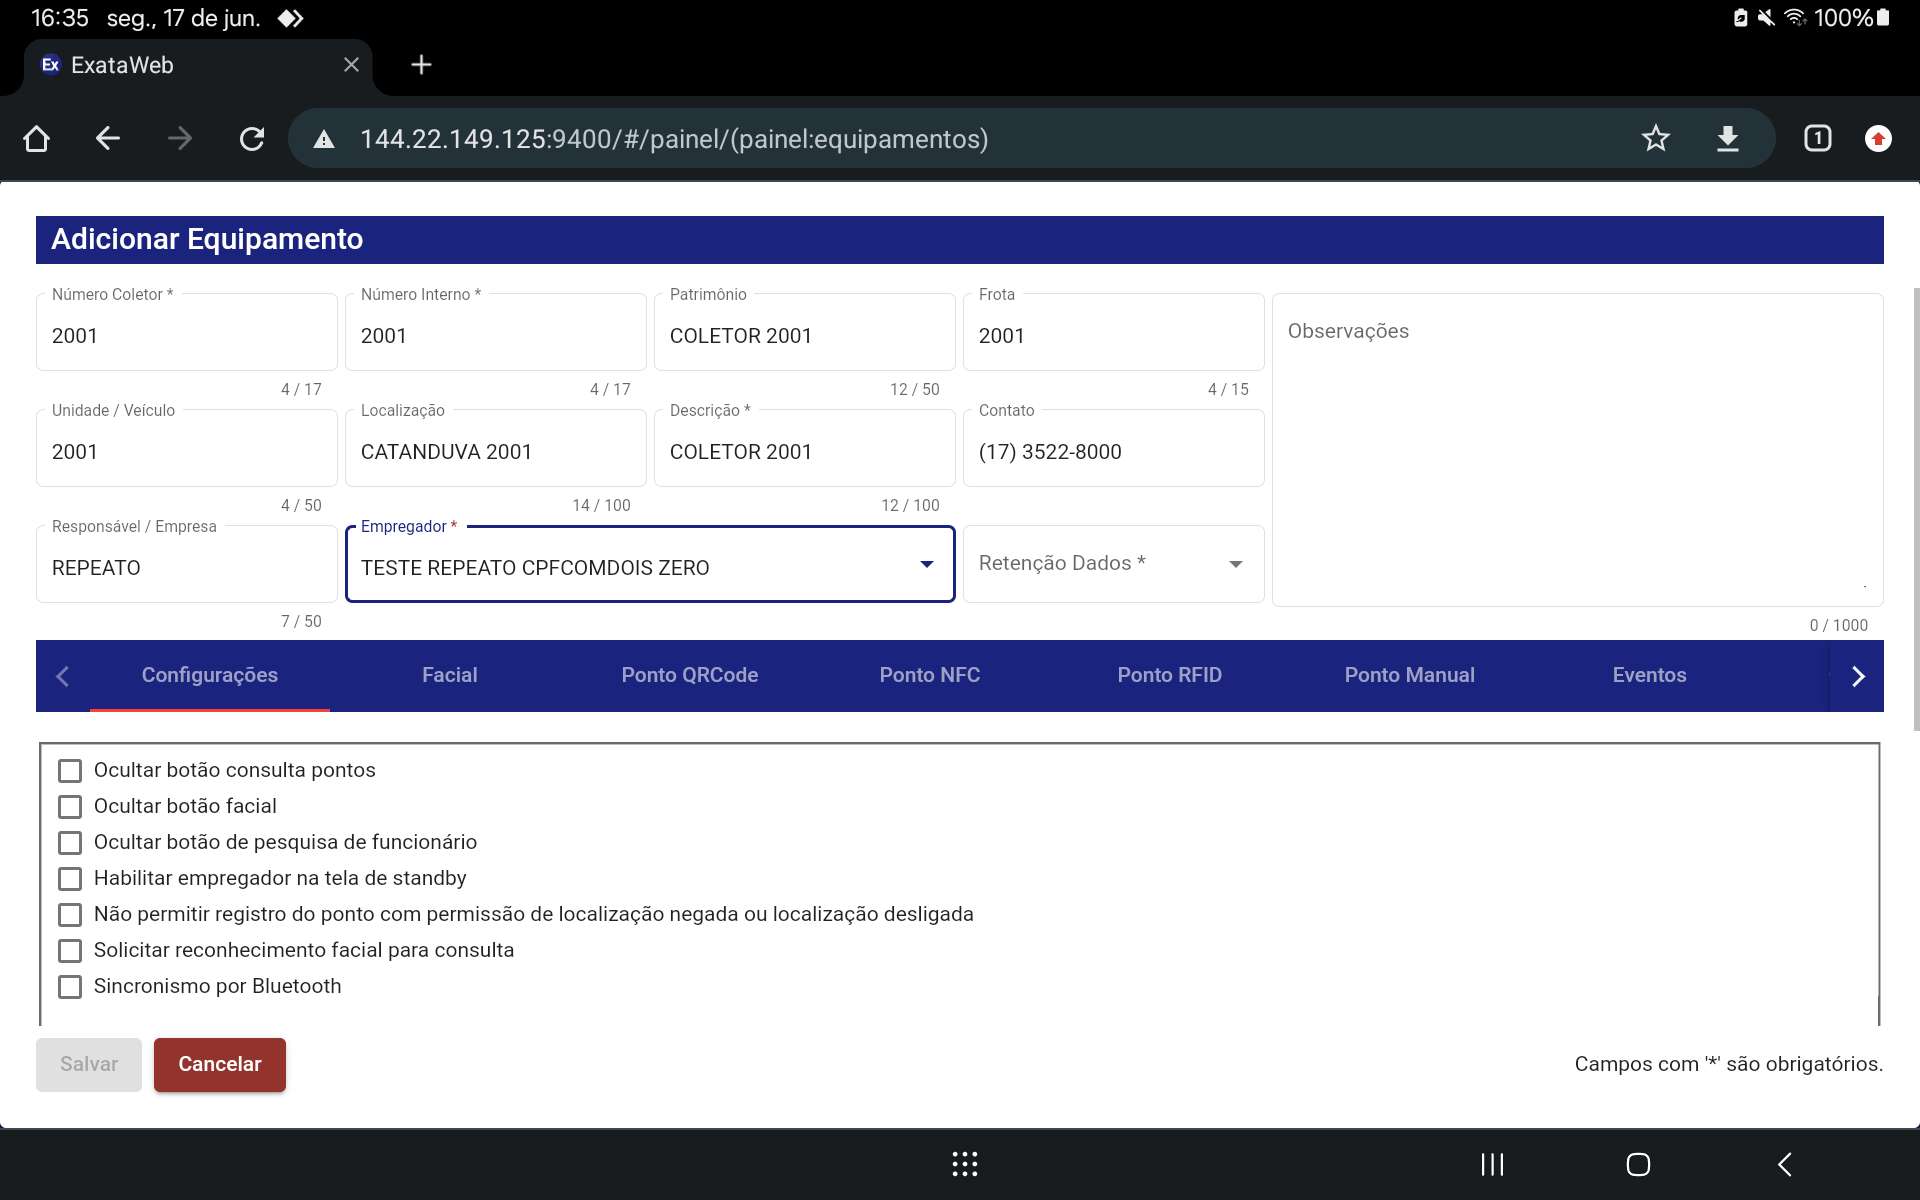 16:35 seg., 17 de jun. 100%
Ex ExataWeb
144.22.149.125:9400/#/painel/(painel:equipamentos) 1
Adicionar Equipamento
Número Coletor * Número Interno * Patrimônio Frota
2001 2001 COLETOR 2001 2001 Observações
4 / 17 4 / 17 12 / 50 4 / 15
Unidade / Veículo Localização Descrição * Contato
2001 CATANDUVA 2001 COLETOR 2001 (17) 3522-8000
4 / 50 14 / 100 12 / 100
Responsável / Empresa Empregador *
REPEATO TESTE REPEATO CPFCOMDOIS ZERO Retenção Dados *
7 / 50 0 / 1000
Configurações Facial Ponto QRCode Ponto NFC Ponto RFID Ponto Manual Eventos
Ocultar botão consulta pontos
Ocultar botão facial
Ocultar botão de pesquisa de funcionário
Habilitar empregador na tela de standby
Não permitir registro do ponto com permissão de localização negada ou localização desligada
Solicitar reconhecimento facial para consulta
Sincronismo por Bluetooth
Salvar Cancelar Campos com '*' são obrigatórios.